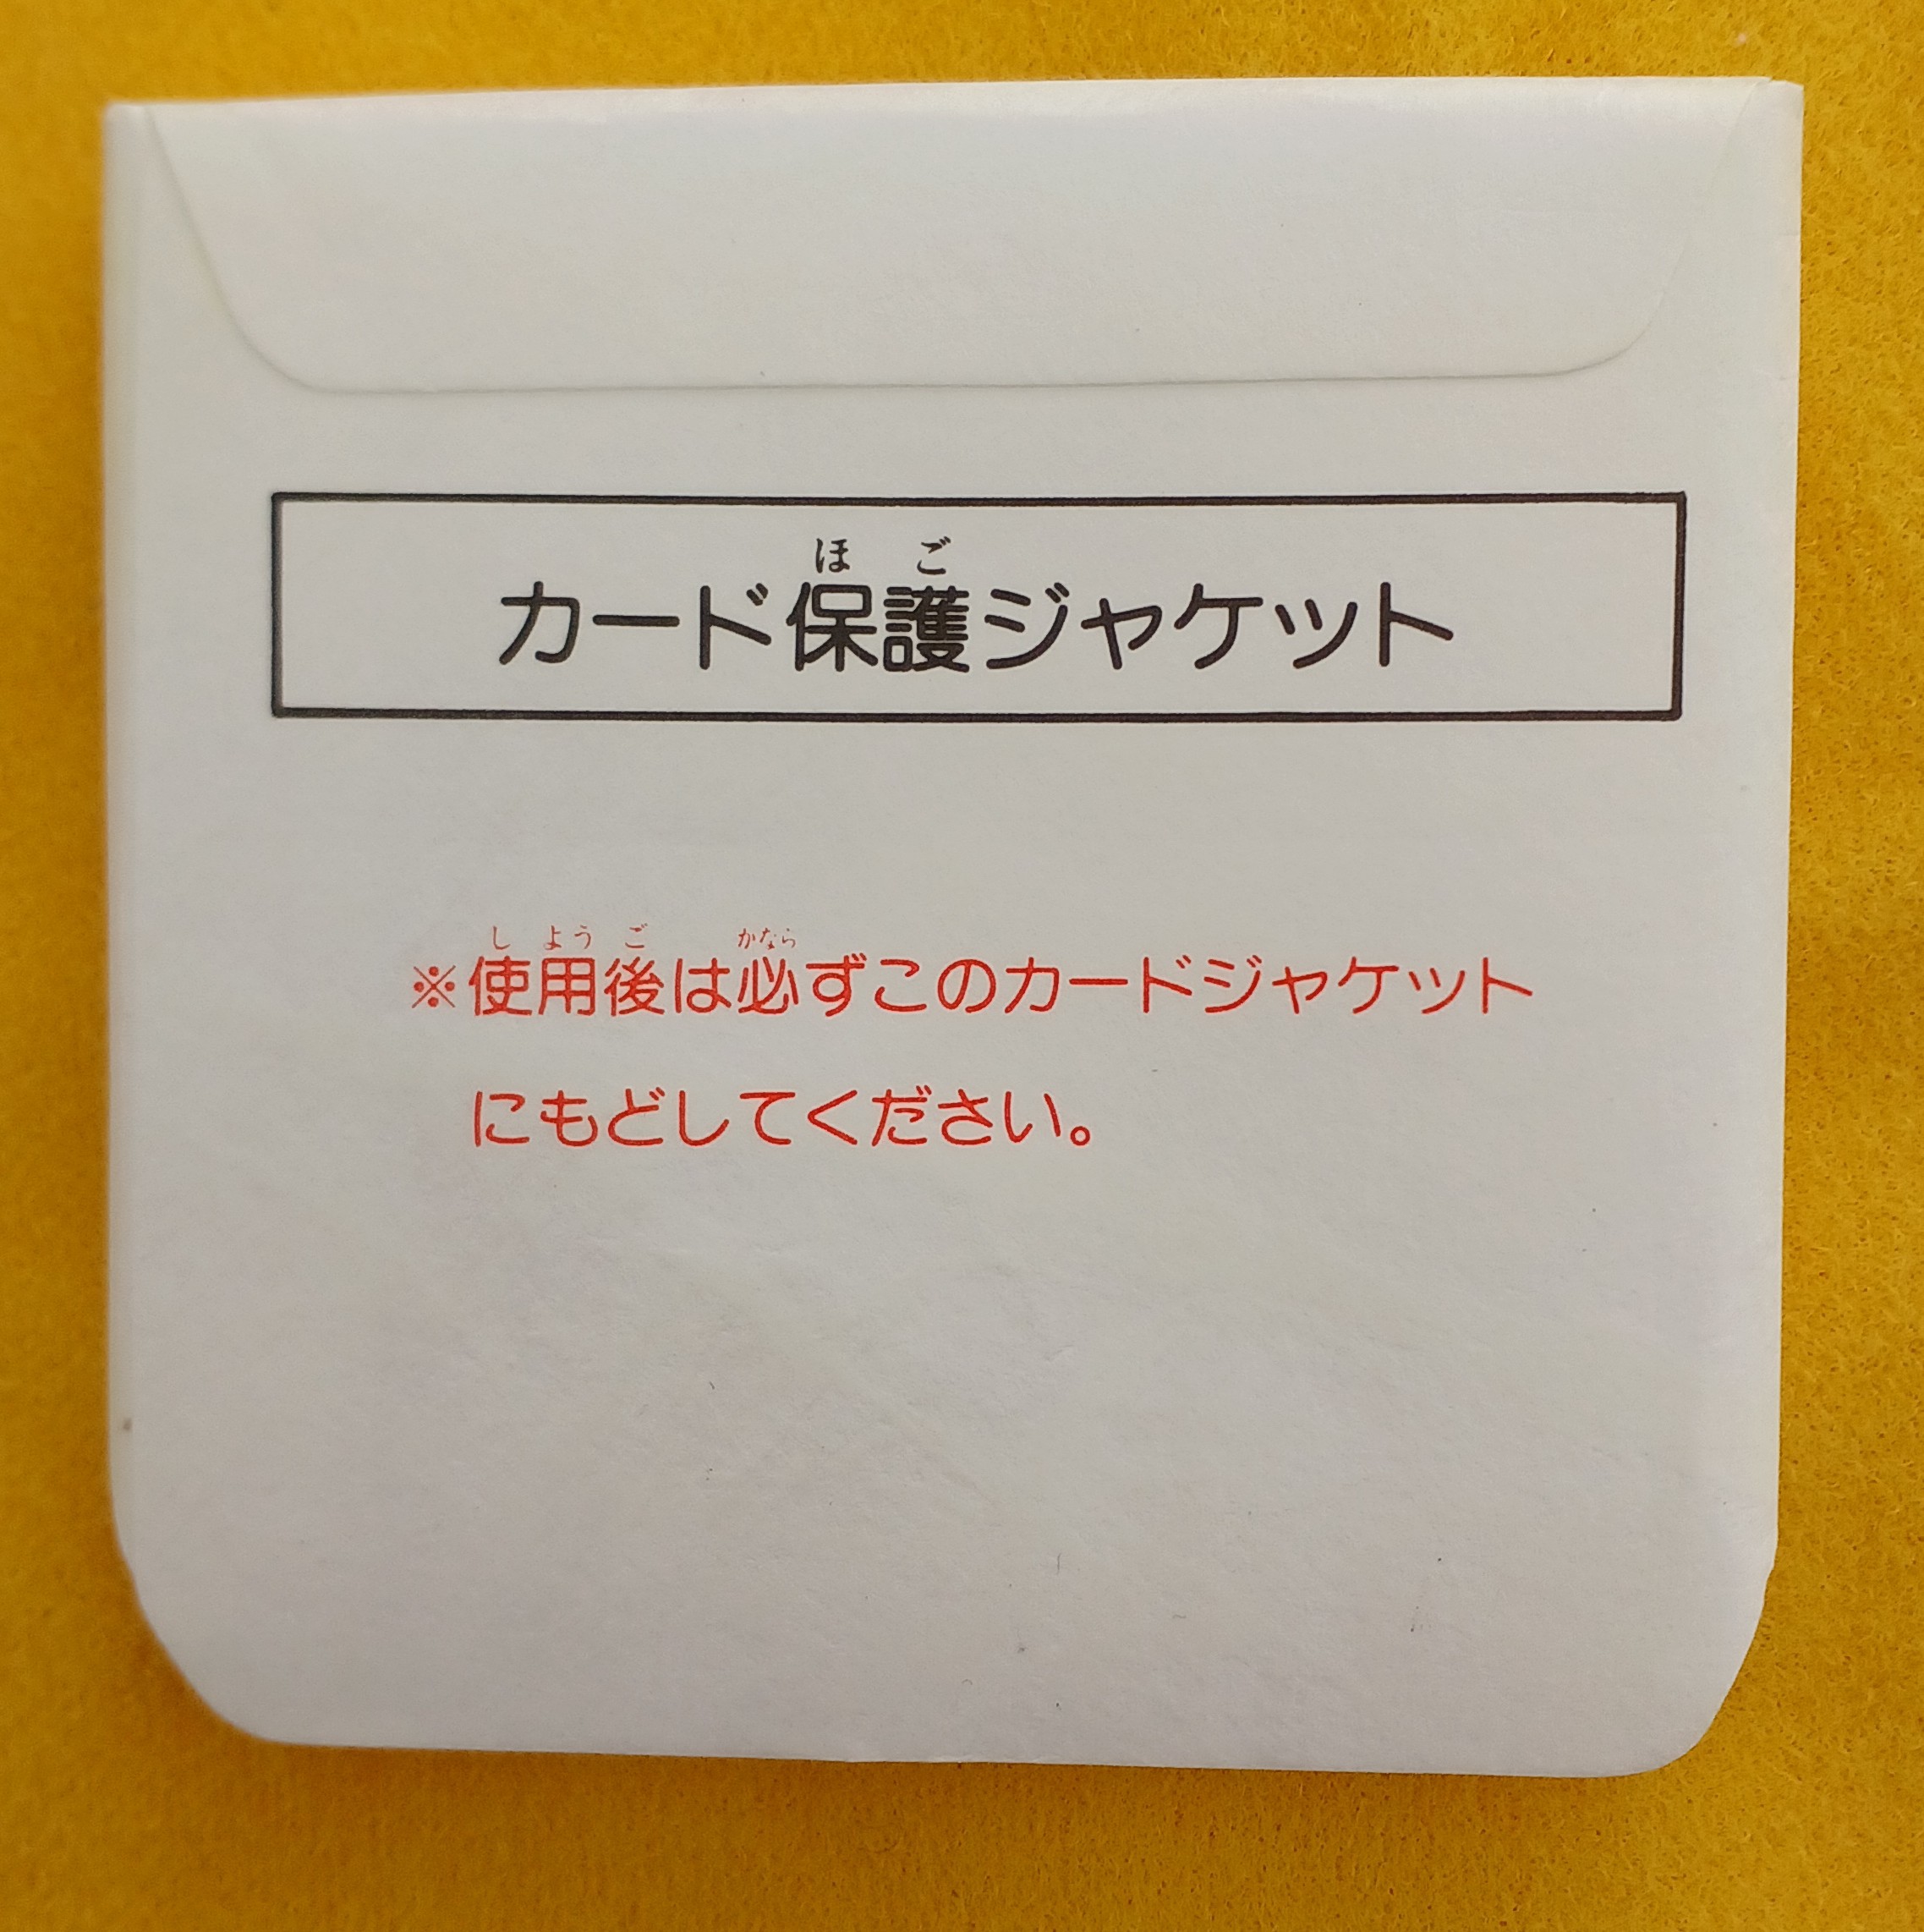 ほご
カード保護ジャケット
しようご かなら
※使用後は必ずこのカードジャケット
にもどしてください。